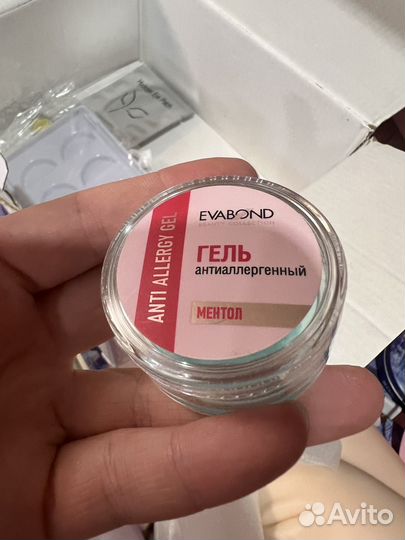 EVABOND
BEAUTY COLLECTION
ANTI ALLERGY GEL
ГЕЛЬ
антиаллергенный
МЕНТОЛ
Avito